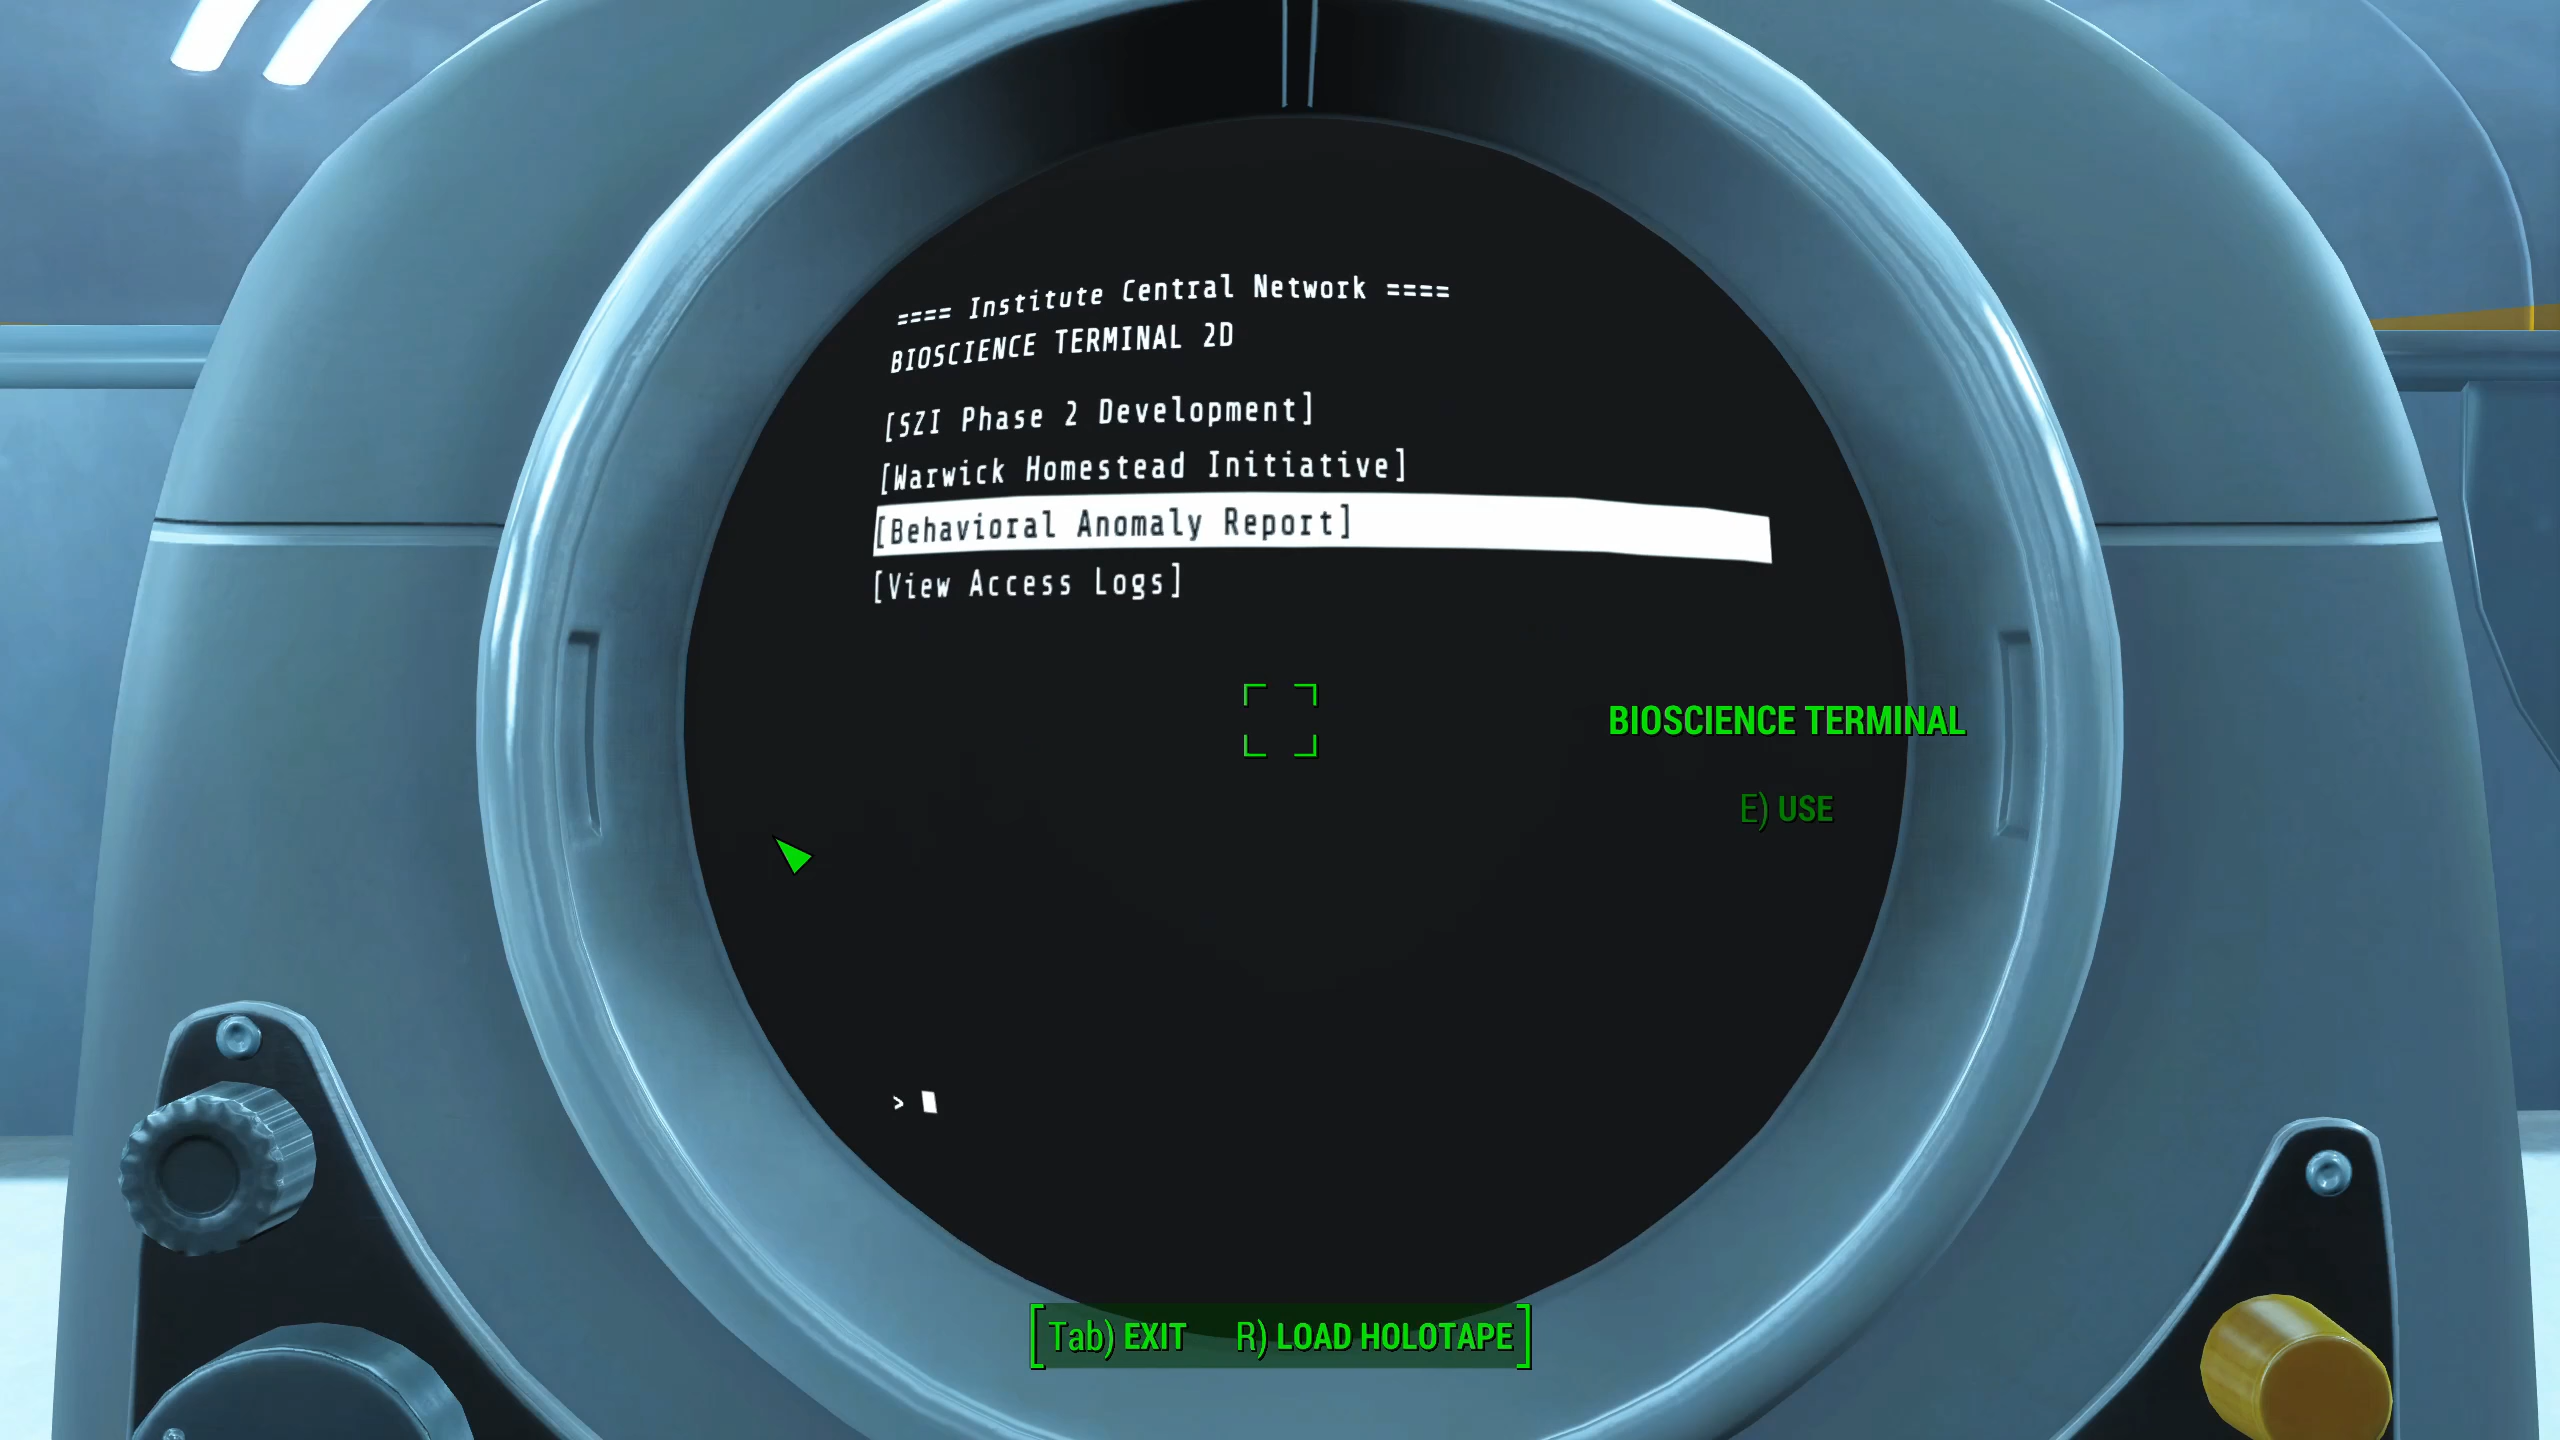 ==== Institute Central Network ====
BIOSCIENCE TERMINAL 2D
[SZI Phase 2 Development]
[Warwick Homestead Initiative]
[Behavioral Anomaly Report]
[View Access Logs]
BIOSCIENCE TERMINAL
E) USE
>
Tab) EXIT R) LOAD HOLOTAPE